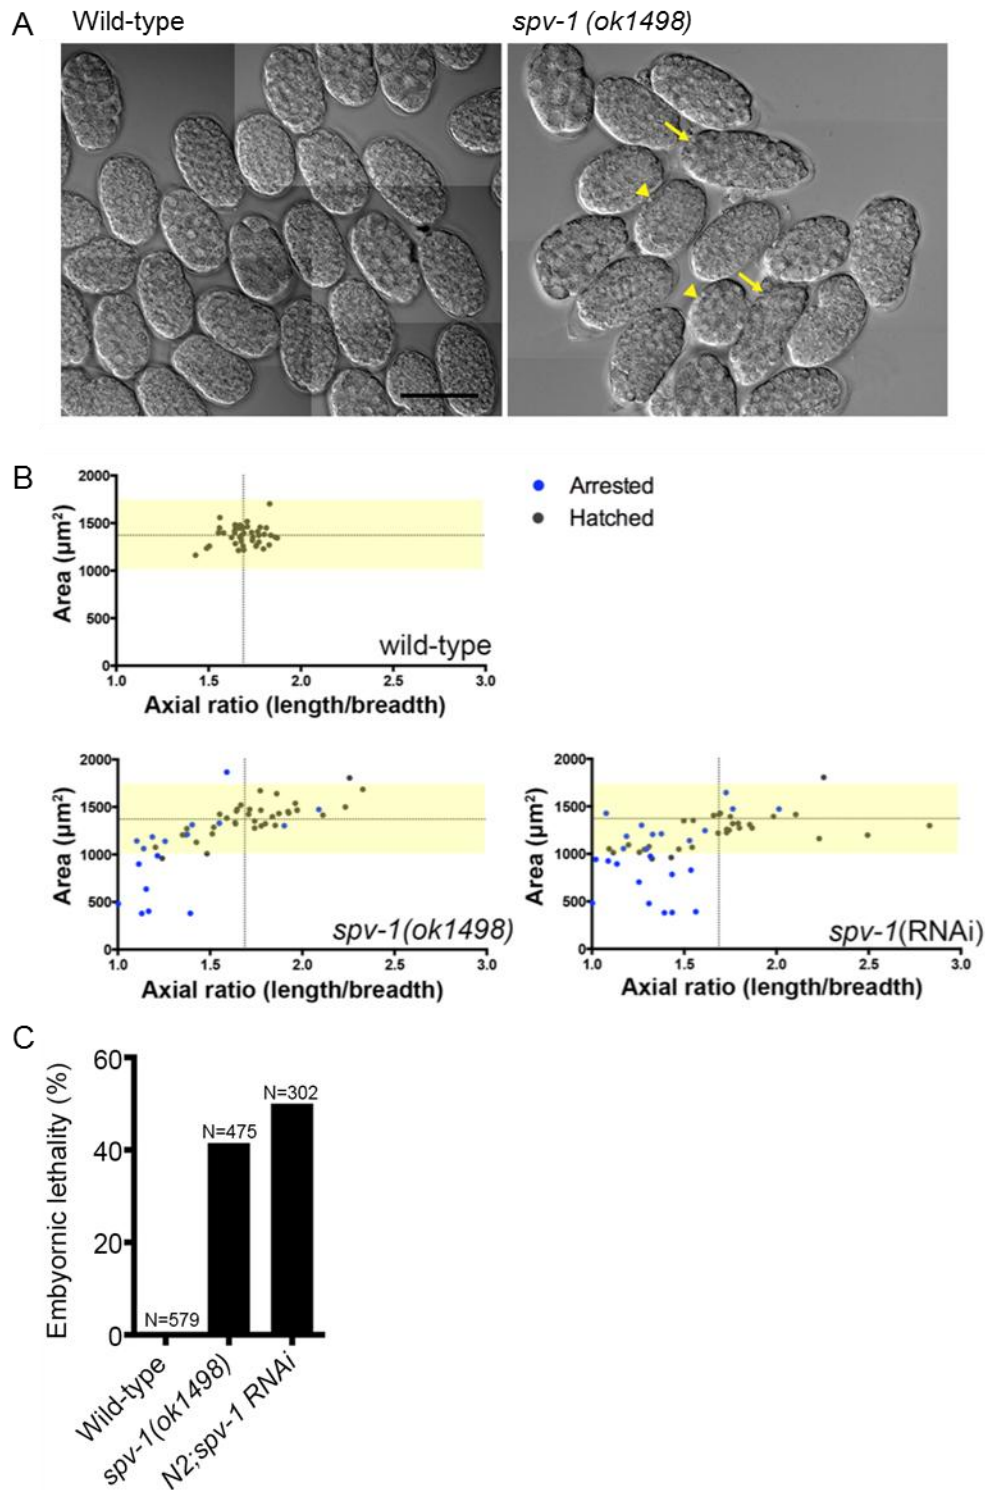 A Wild-type spv-1 (ok1498)
B
2000
1500
1000
500
0
Area (µm²)
1.0 1.5 2.0 2.5 3.0
Axial ratio (length/breadth)
wild-type
Arrested
Hatched
2000
1500
1000
500
0
Area (µm²)
1.0 1.5 2.0 2.5 3.0
Axial ratio (length/breadth)
spv-1(ok1498)
2000
1500
1000
500
0
Area (µm²)
1.0 1.5 2.0 2.5 3.0
Axial ratio (length/breadth)
spv-1(RNAi)
C
Embyornic lethality (%)
60
40
20
0
N=579
N=475
N=302
Wild-type
spv-1(ok1498)
N2;spv-1 RNAi